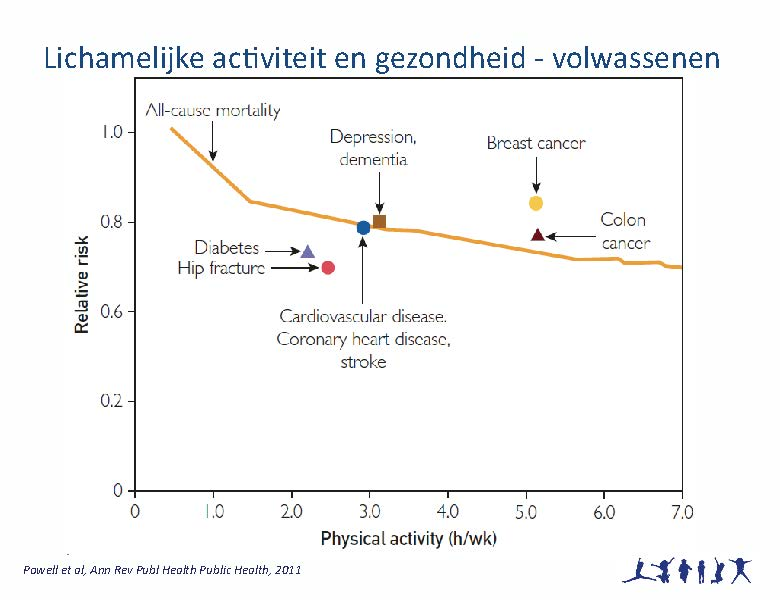 Lichamelijke activiteit en gezondheid - volwassenen
All-cause mortality
Depression,
dementia
Breast cancer
Colon
cancer
Diabetes
Hip fracture
Cardiovascular disease.
Coronary heart disease,
stroke
Relative risk
1.0
0.8
0.6
0.2
0
0 1.0 2.0 3.0 4.0 5.0 6.0 7.0
Physical activity (h/wk)
Powell et al, Ann Rev Publ Health Public Health, 2011